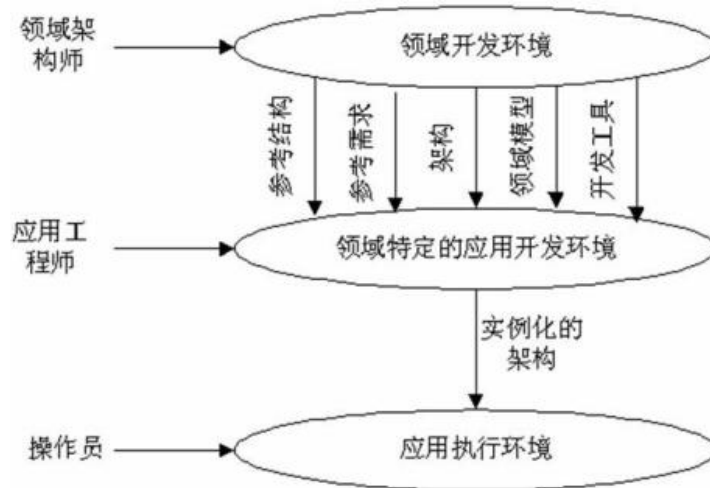 领域架
构师
领域开发环境
参考结构
参考需求
架构
领域模型
开发工具
应用工
程师
领域特定的应用开发环境
实例化的
架构
操作员
应用执行环境